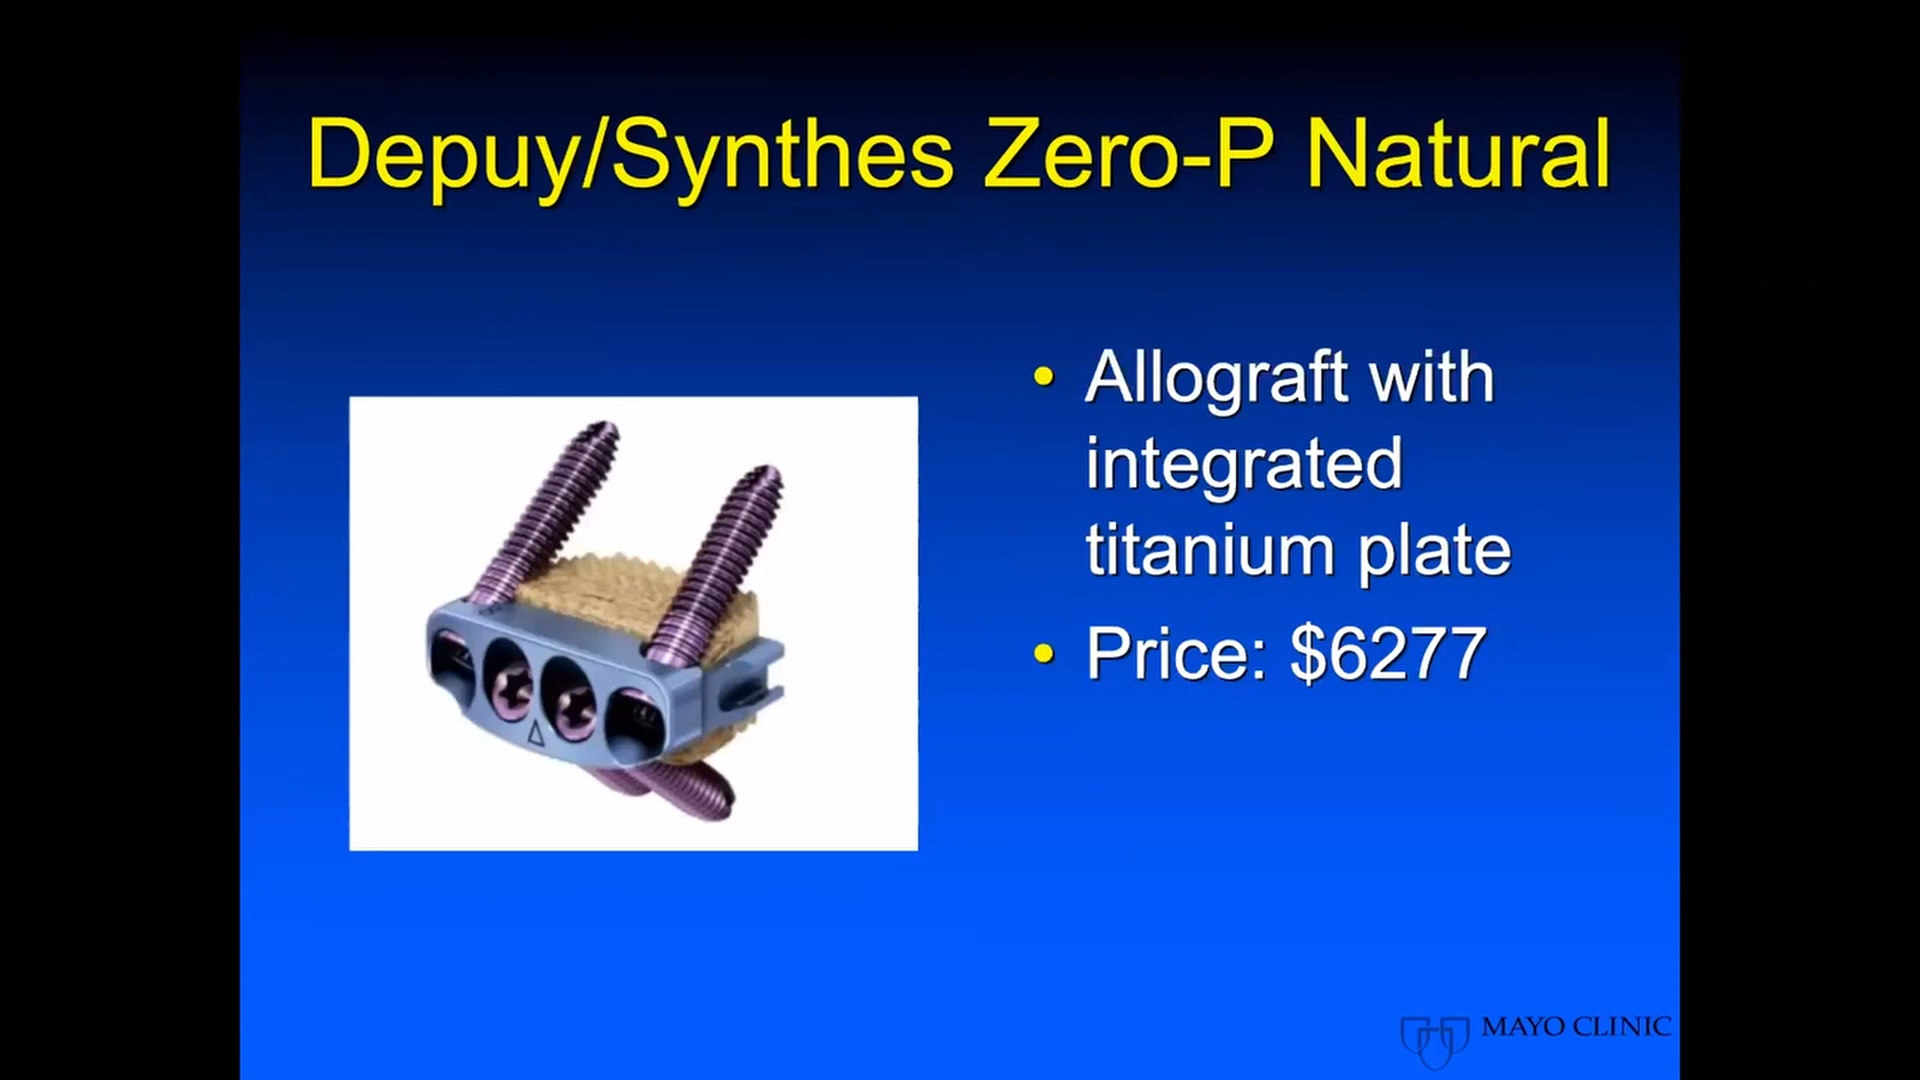 Depuy/Synthes Zero-P Natural
• Allograft with
integrated
titanium plate
• Price: $6277
MAYO CLINIC